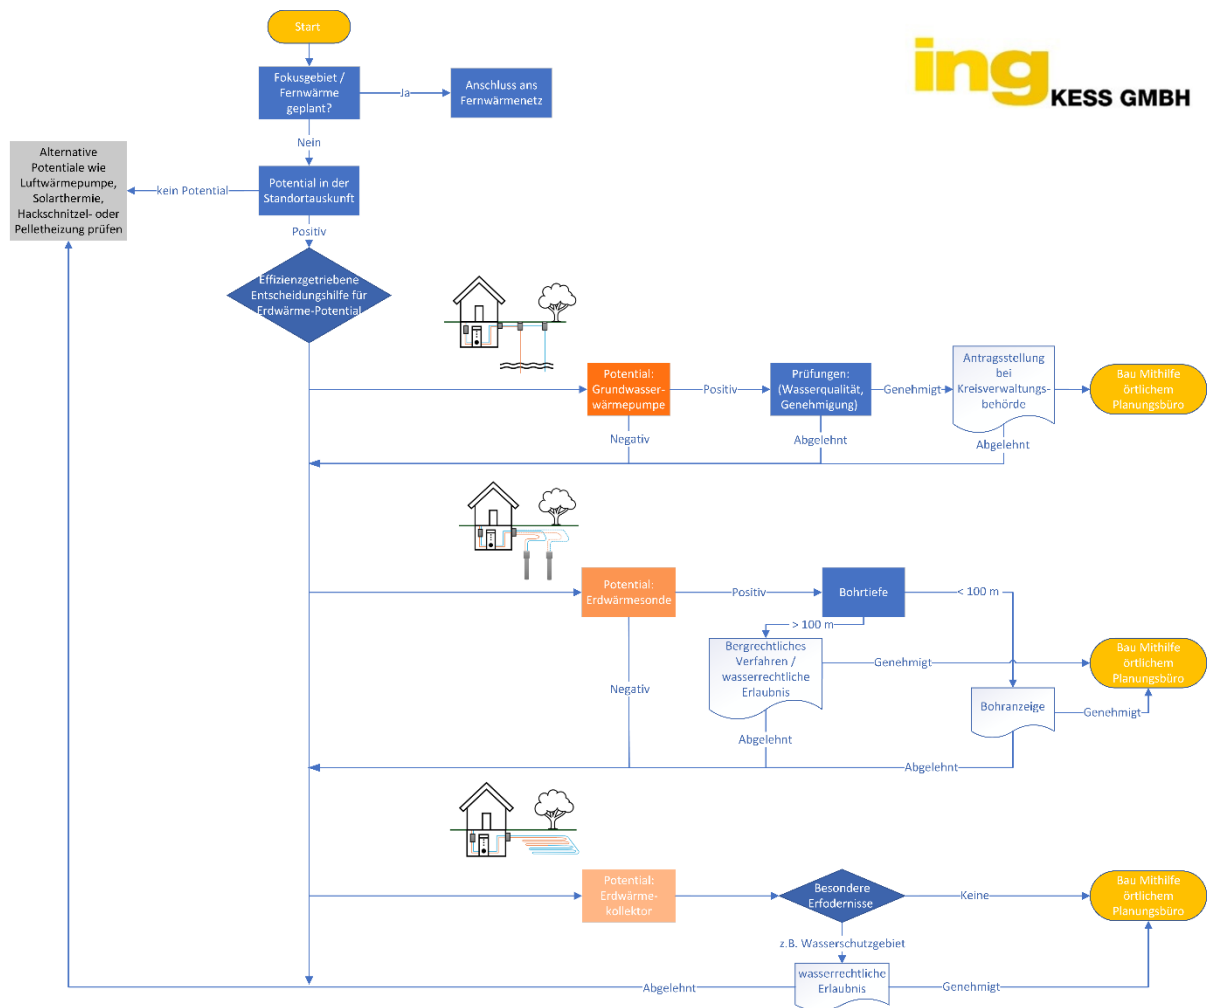 Start
ing
KESS GMBH
Fokusgebiet /
Fernwärme
geplant?
Ja
Anschluss ans
Fernwärmenetz
Nein
Alternative
Potentiale wie
Luftwärmepumpe,
Solarthermie,
Hackschnitzel- oder
Pelletheizung prüfen
kein Potential
Potential in der
Standortauskunft
Positiv
Effizienzgetriebene
Entscheidungshilfe für
Erdwärme-Potential
Potential:
Grundwasser-
wärmepumpe
Positiv
Prüfungen:
(Wasserqualität,
Genehmigung)
Genehmigt
Antragsstellung
bei
Kreisverwaltungs-
behörde
Bau Mithilfe
örtlichem
Planungsbüro
Negativ
Abgelehnt
Abgelehnt
Potential:
Erdwärmesonde
Positiv
Bohrtiefe
< 100 m
> 100 m
Bergrechtliches
Verfahren /
wasserrechtliche
Erlaubnis
Genehmigt
Bau Mithilfe
örtlichem
Planungsbüro
Negativ
Bohranzeige
Genehmigt
Abgelehnt
Abgelehnt
Potential:
Erdwärme-
kollektor
Besondere
Erfodernisse
Keine
Bau Mithilfe
örtlichem
Planungsbüro
z.B. Wasserschutzgebiet
Abgelehnt
wasserrechtliche
Erlaubnis
Genehmigt